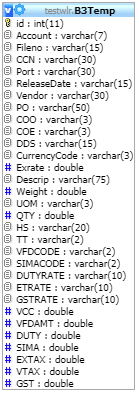 testwlr.B3Temp
id : int(11)
Account : varchar(7)
Fileno : varchar(15)
CCN : varchar(30)
Port : varchar(30)
ReleaseDate : varchar(15)
Vendor : varchar(30)
PO : varchar(50)
COO : varchar(3)
COE : varchar(3)
DDS : varchar(15)
CurrencyCode : varchar(3)
Exrate : double
Descrip : varchar(75)
Weight : double
UOM : varchar(3)
QTY : double
HS : varchar(20)
TT : varchar(2)
VFDCODE : varchar(2)
SIMACODE : varchar(2)
DUTYRATE : varchar(10)
ETRATE : varchar(10)
GSTRATE : varchar(10)
VCC : double
VFDAMT : double
DUTY : double
SIMA : double
EXTAX : double
VTAX : double
GST : double